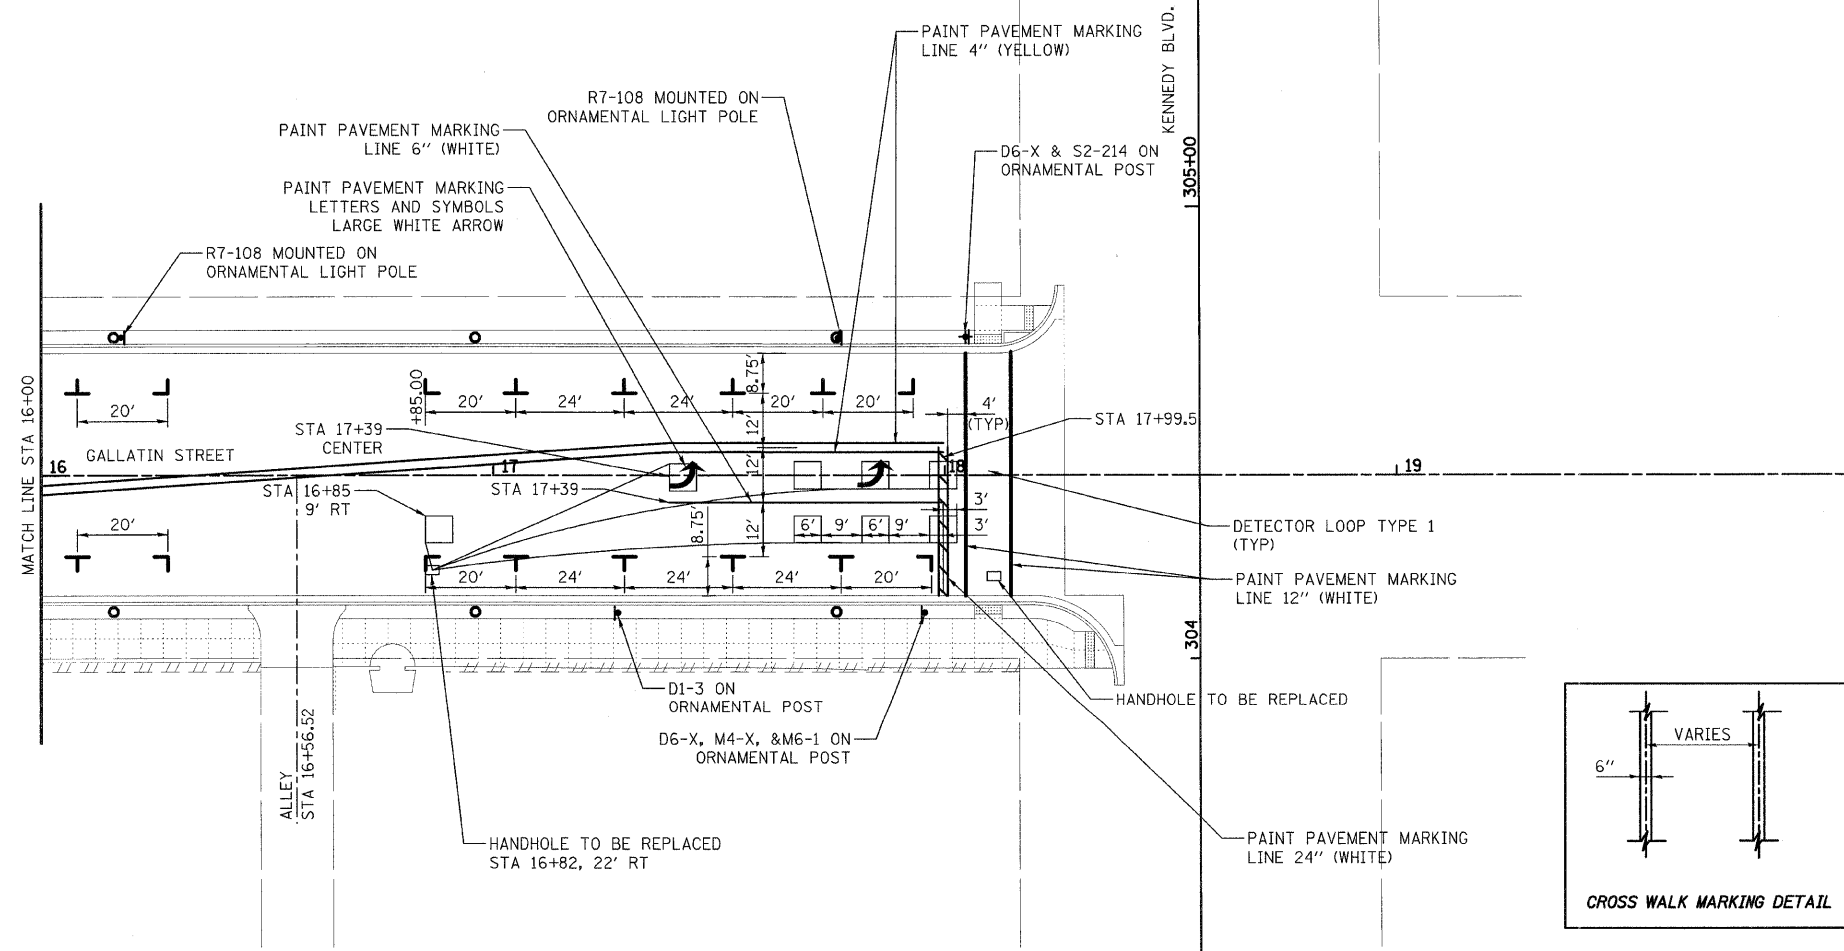 PAINT PAVEMENT MARKING
LINE 4" (YELLOW)
KENNEDY BLVD.
R7-108 MOUNTED ON
ORNAMENTAL LIGHT POLE
PAINT PAVEMENT MARKING
LINE 6" (WHITE)
D6-X & S2-214 ON
ORNAMENTAL POST
305+00
PAINT PAVEMENT MARKING
LETTERS AND SYMBOLS
LARGE WHITE ARROW
R7-108 MOUNTED ON
ORNAMENTAL LIGHT POLE
MATCH LINE STA 16+00
20'
+85.00
20'
24'
24'
20'
20'
8.75'
12'
4'
(TYP)
STA 17+99.5
STA 17+39
CENTER
GALLATIN STREET
16
17
18
19
12'
STA 16+85
9' RT
STA 17+39
20'
8.75'
12'
6'
9'
6'
9'
3'
3'
DETECTOR LOOP TYPE 1
(TYP)
20'
24'
24'
24'
20'
PAINT PAVEMENT MARKING
LINE 12" (WHITE)
304
D1-3 ON
ORNAMENTAL POST
HANDHOLE TO BE REPLACED
D6-X, M4-X, &M6-1 ON
ORNAMENTAL POST
ALLEY
STA 16+56.52
HANDHOLE TO BE REPLACED
STA 16+82, 22' RT
PAINT PAVEMENT MARKING
LINE 24" (WHITE)
VARIES
6"
CROSS WALK MARKING DETAIL